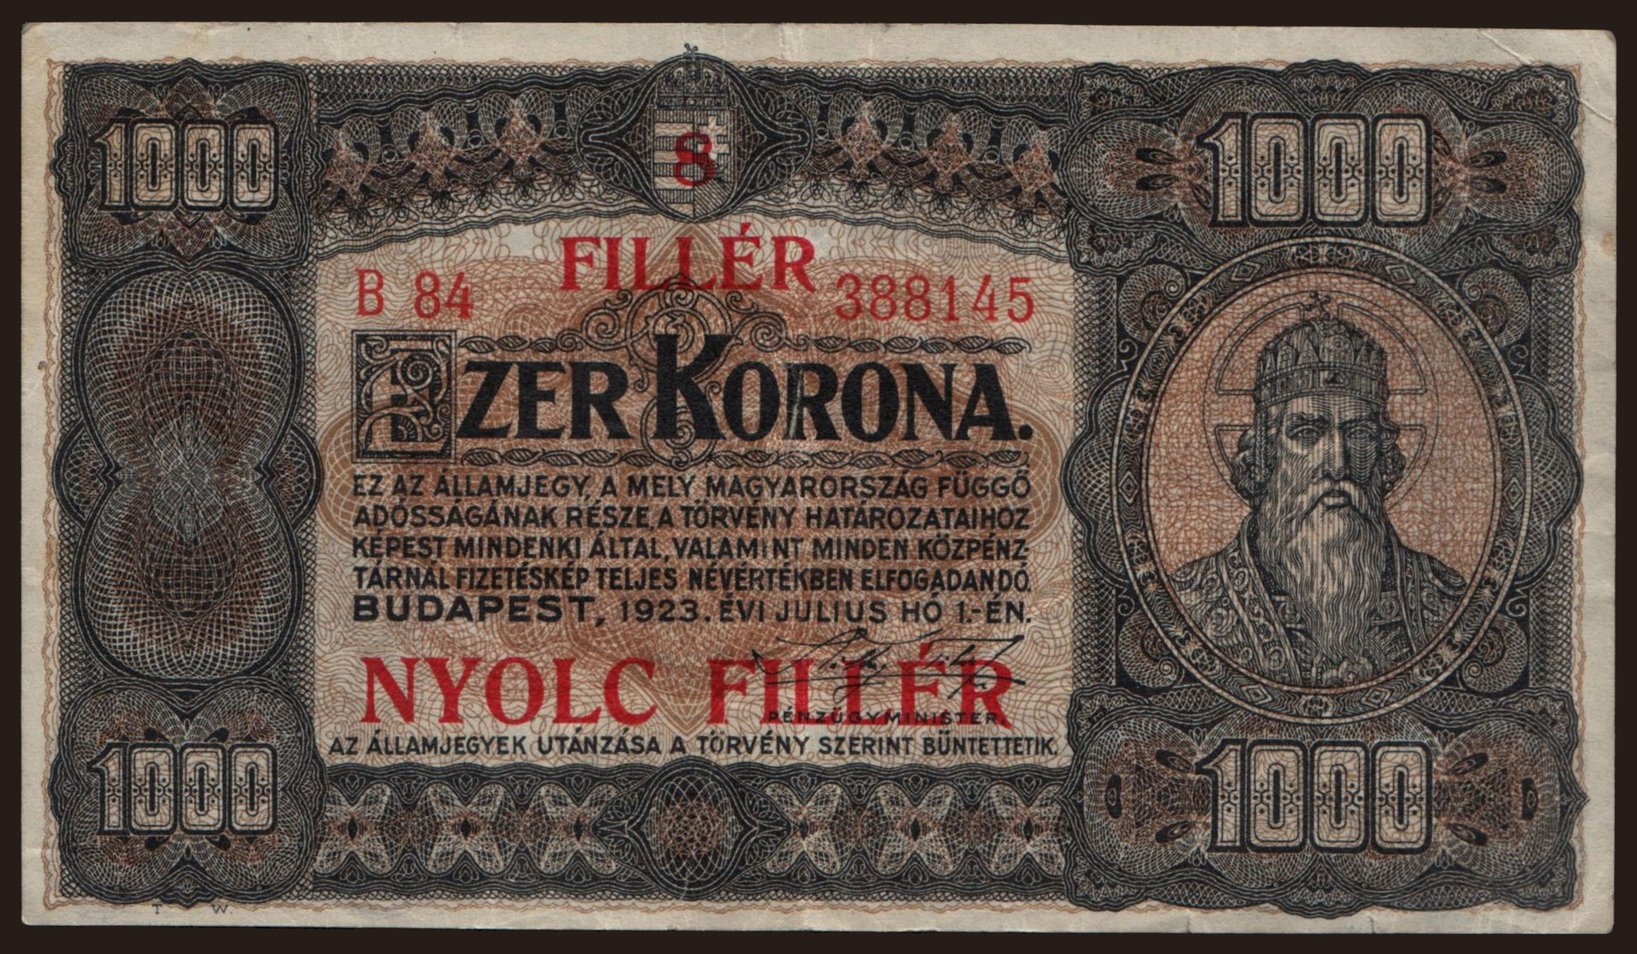 1000
1000
8
FILLÉR
B 84
388145
EZER KORONA.
EZ AZ ÁLLAMJEGY, A MELY MAGYARORSZÁG FÜGGŐ
ADÓSSÁGÁNAK RÉSZE, A TÖRVÉNY HATÁROZATAIHOZ
KÉPEST MINDENKI ÁLTAL, VALAMINT MINDEN KÖZPÉNZ-
TÁRNÁL FIZETÉSKÉP TELJES NÉVÉRTÉKBEN ELFOGADANDÓ.
BUDAPEST, 1923. ÉVI JULIUS HÓ 1.-ÉN.
NYOLC FILLÉR
PÉNZÜGYMINISTER.
AZ ÁLLAMJEGYEK UTÁNZÁSA A TÖRVÉNY SZERINT BÜNTETTETIK.
1000
1000
T. W.